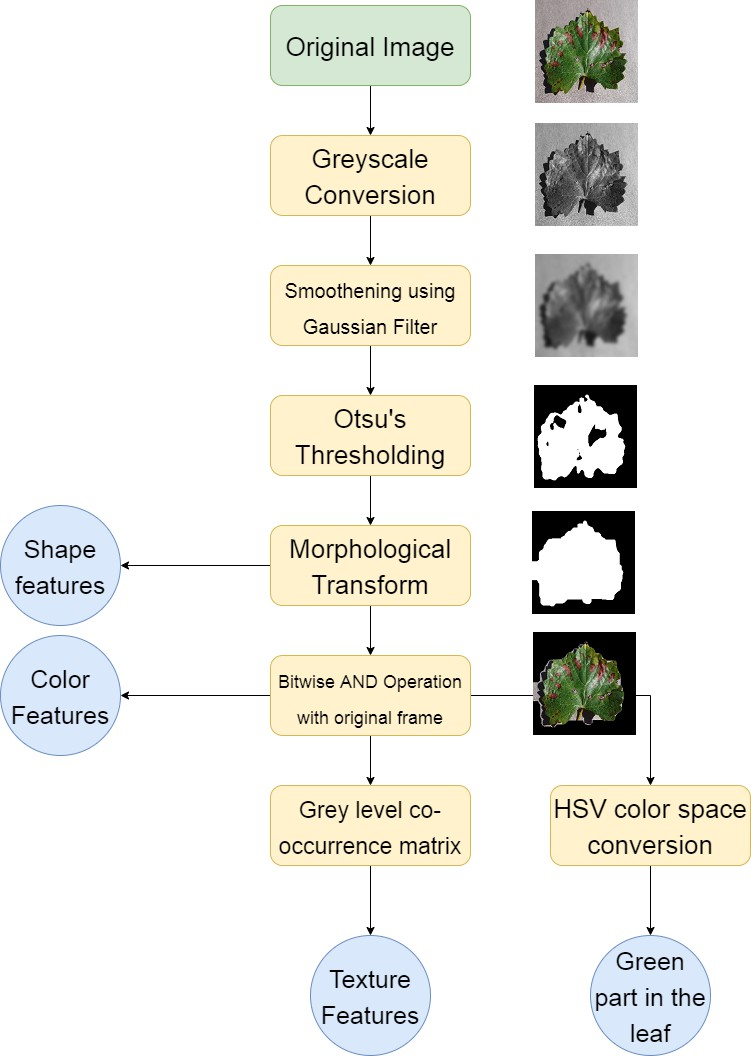 Original Image
Greyscale
Conversion
Smoothening using
Gaussian Filter
Otsu's
Thresholding
Shape
features
Morphological
Transform
Color
Features
Bitwise AND Operation
with original frame
Grey level co-
occurrence matrix
HSV color space
conversion
Texture
Features
Green
part in the
leaf